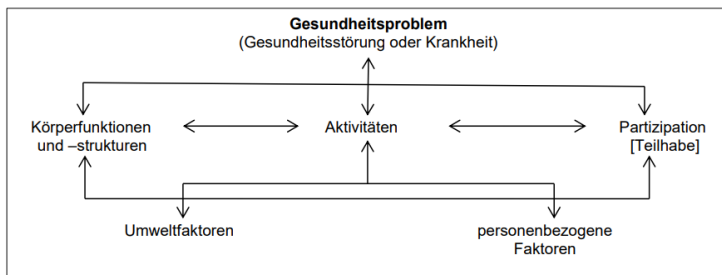 Gesundheitsproblem
(Gesundheitsstörung oder Krankheit)
Körperfunktionen
und –strukturen
Aktivitäten
Partizipation
[Teilhabe]
Umweltfaktoren
personenbezogene
Faktoren